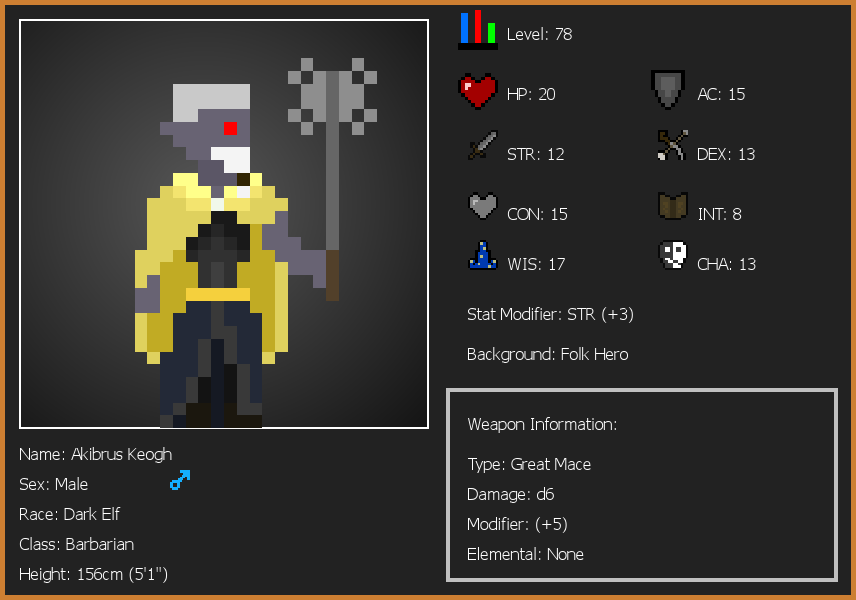 Level: 78
HP: 20
AC: 15
STR: 12
DEX: 13
CON: 15
INT: 8
WIS: 17
CHA: 13
Stat Modifier: STR (+3)
Background: Folk Hero
Weapon Information:
Type: Great Mace
Damage: d6
Modifier: (+5)
Elemental: None
Name: Akibrus Keogh
Sex: Male
Race: Dark Elf
Class: Barbarian
Height: 156cm (5'1")